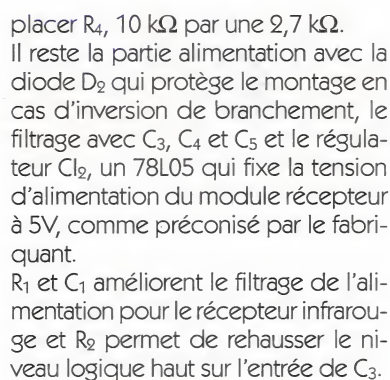 placer R₄, 10 kΩ par une 2,7 kΩ.
Il reste la partie alimentation avec la
diode D₂ qui protège le montage en
cas d'inversion de branchement, le
filtrage avec C₃, C₄ et C₅ et le régula-
teur CI₂, un 78L05 qui fixe la tension
d'alimentation du module récepteur
à 5V, comme préconisé par le fabri-
quant.
R₁ et C₁ améliorent le filtrage de l'ali-
mentation pour le récepteur infrarou-
ge et R₂ permet de rehausser le ni-
veau logique haut sur l'entrée de C₃.